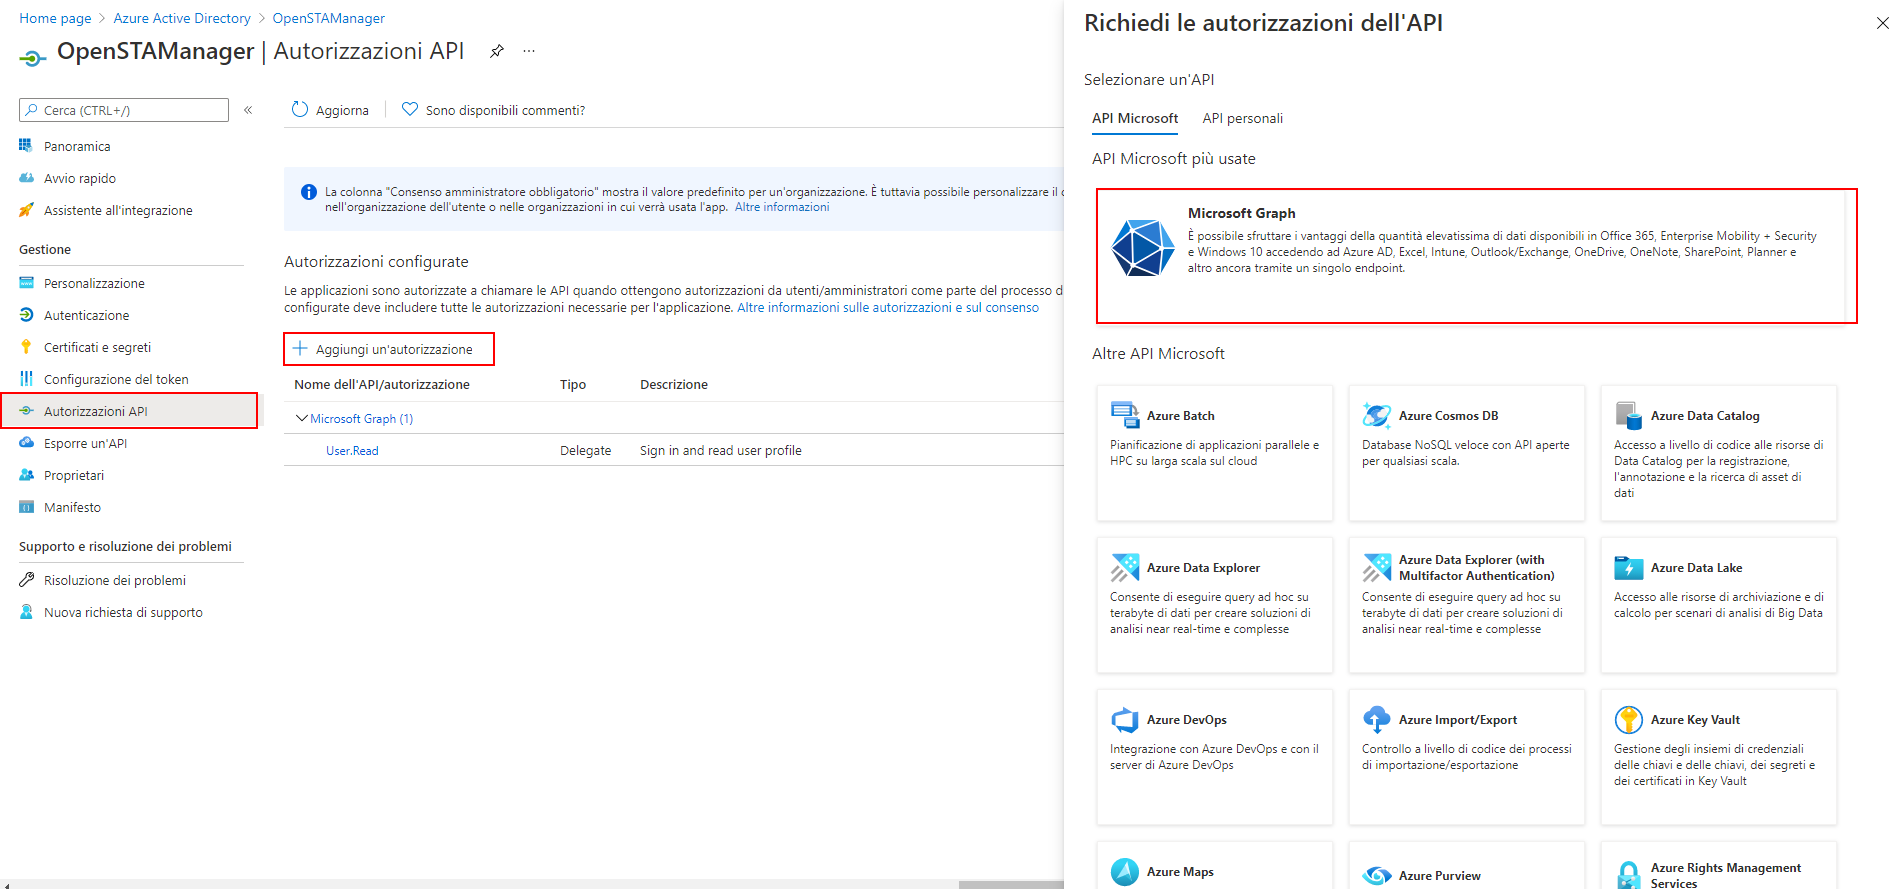 Home page > Azure Active Directory > OpenSTAManager
OpenSTAManager | Autorizzazioni API
Cerca (CTRL+/)
Panoramica
Avvio rapido
Assistente all'integrazione
Gestione
Personalizzazione
Autenticazione
Certificati e segreti
Configurazione del token
Autorizzazioni API
Esporre un'API
Proprietari
Manifesto
Supporto e risoluzione dei problemi
Risoluzione dei problemi
Nuova richiesta di supporto
Aggiorna
Sono disponibili commenti?
La colonna "Consenso amministratore obbligatorio" mostra il valore predefinito per un'organizzazione. È tuttavia possibile personalizzare il c
nell'organizzazione dell'utente o nelle organizzazioni in cui verrà usata l'app. Altre informazioni
Autorizzazioni configurate
Le applicazioni sono autorizzate a chiamare le API quando ottengono autorizzazioni da utenti/amministratori come parte del processo d
configurate deve includere tutte le autorizzazioni necessarie per l'applicazione. Altre informazioni sulle autorizzazioni e sul consenso
Aggiungi un'autorizzazione
Nome dell'API/autorizzazione Tipo Descrizione
Microsoft Graph (1)
User.Read Delegate Sign in and read user profile
Richiedi le autorizzazioni dell'API
Selezionare un'API
API Microsoft API personali
API Microsoft più usate
Microsoft Graph
È possibile sfruttare i vantaggi della quantità elevatissima di dati disponibili in Office 365, Enterprise Mobility + Security
e Windows 10 accedendo ad Azure AD, Excel, Intune, Outlook/Exchange, OneDrive, OneNote, SharePoint, Planner e
altro ancora tramite un singolo endpoint.
Altre API Microsoft
Azure Batch
Pianificazione di applicazioni parallele e
HPC su larga scala sul cloud
Azure Cosmos DB
Database NoSQL veloce con API aperte
per qualsiasi scala.
Azure Data Catalog
Accesso a livello di codice alle risorse di
Data Catalog per la registrazione,
l'annotazione e la ricerca di asset di
dati
Azure Data Explorer
Consente di eseguire query ad hoc su
terabyte di dati per creare soluzioni di
analisi near real-time e complesse
Azure Data Explorer (with
Multifactor Authentication)
Consente di eseguire query ad hoc su
terabyte di dati per creare soluzioni di
analisi near real-time e complesse
Azure Data Lake
Accesso alle risorse di archiviazione e di
calcolo per scenari di analisi di Big Data
Azure DevOps
Integrazione con Azure DevOps e con il
server di Azure DevOps
Azure Import/Export
Controllo a livello di codice dei processi
di importazione/esportazione
Azure Key Vault
Gestione degli insiemi di credenziali
delle chiavi e delle chiavi, dei segreti e
dei certificati in Key Vault
Azure Maps
Azure Purview
Azure Rights Management
Services